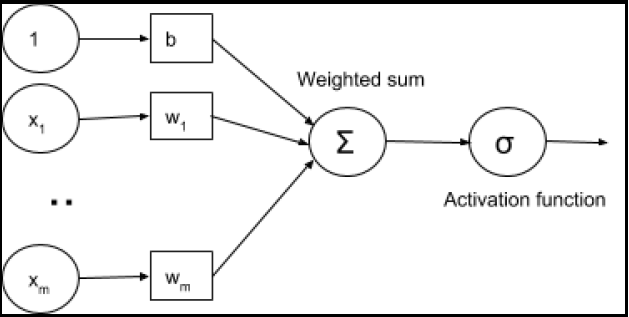 1
b
Weighted sum
x₁
w₁
Σ
σ
..
Activation function
xₘ
wₘ